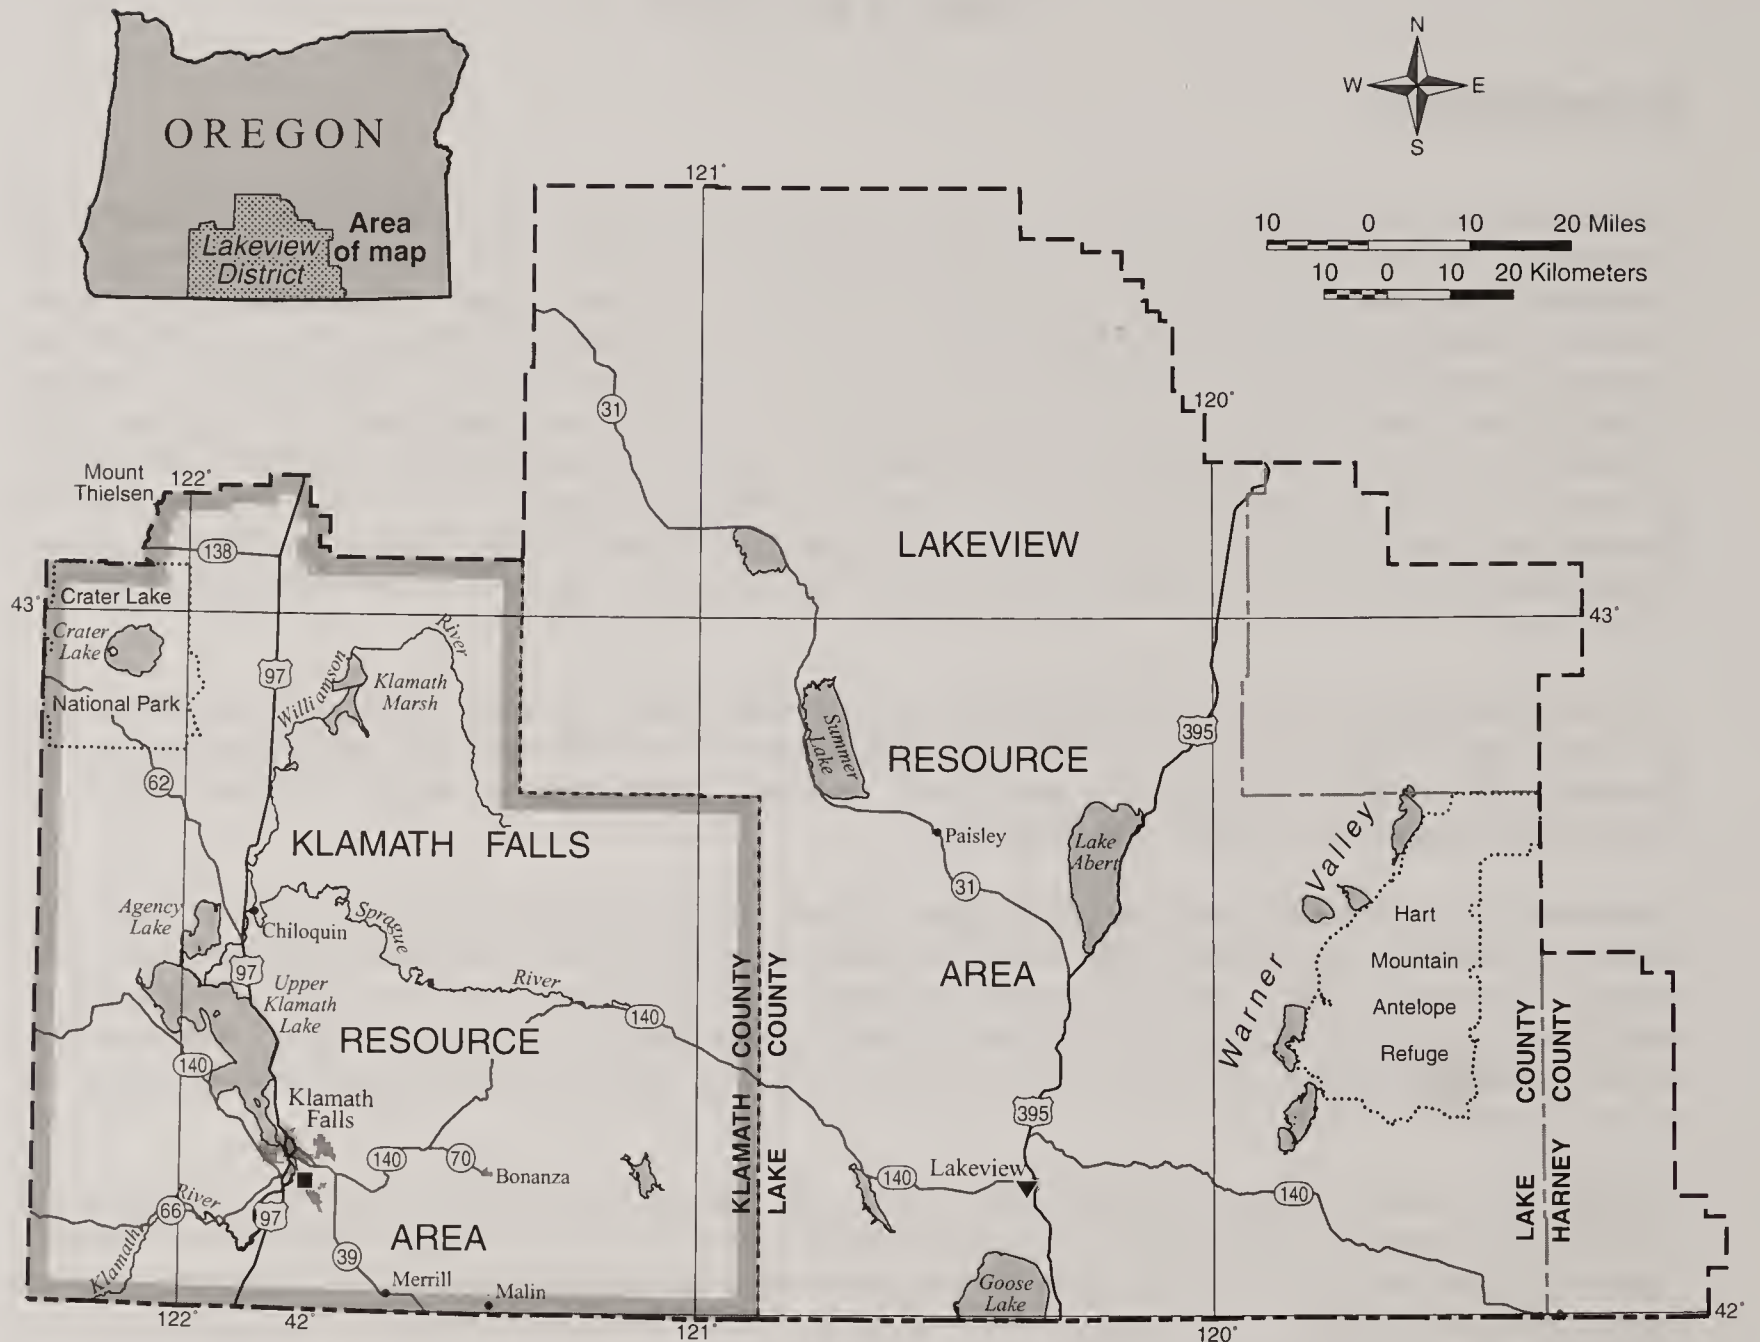 OREGON
Area
of map
Lakeview
District
N
W
E
S
10 0 10 20 Miles
10 0 10 20 Kilometers
121°
31
120°
Mount
Thielsen
122°
138
LAKEVIEW
43°
43°
Crater Lake
Crater
Lake
National Park
97
River
Williamson
Klamath
Marsh
Summer
Lake
RESOURCE
395
62
KLAMATH FALLS
Paisley
Lake
Abert
Warner Valley
31
Hart
Mountain
Antelope
Refuge
Agency
Lake
Chiloquin
Sprague
River
97
Upper
Klamath
Lake
AREA
KLAMATH COUNTY
LAKE COUNTY
LAKE COUNTY
HARNEY COUNTY
140
RESOURCE
140
Klamath
Falls
395
140
70
Bonanza
Lakeview
140
140
River
66
97
Klamath
AREA
39
Merrill
Malin
Goose
Lake
122°
42°
121°
120°
42°